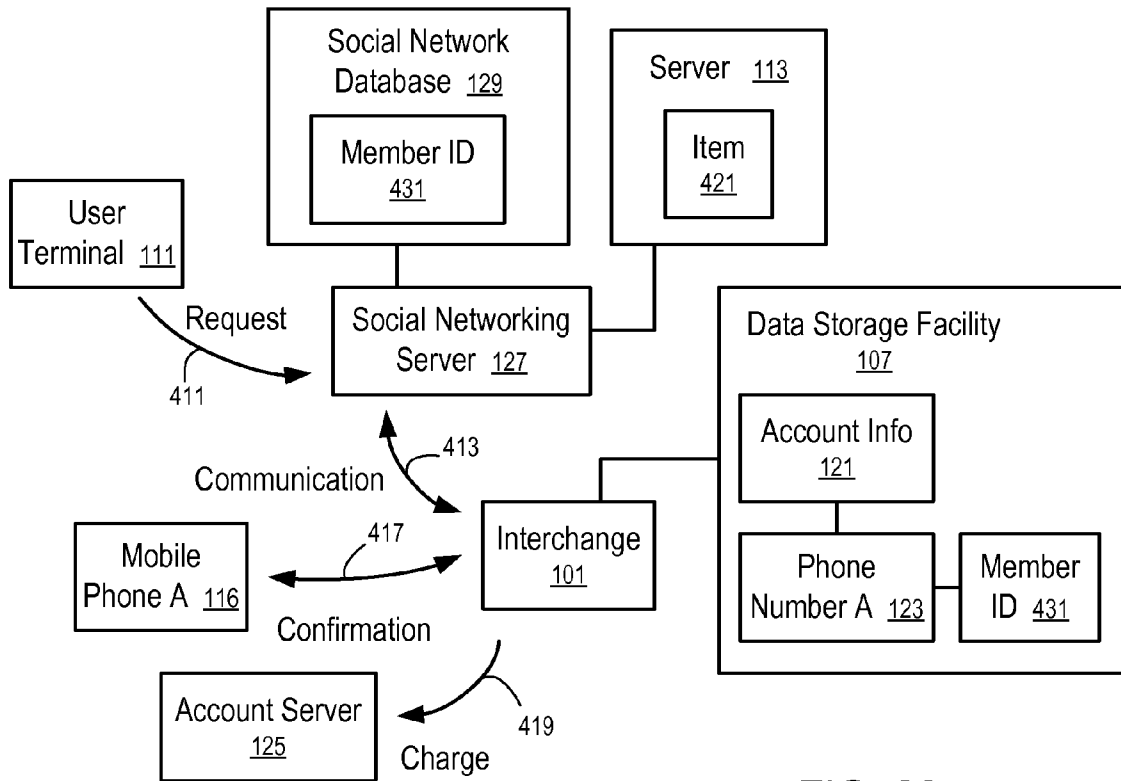 Social Network
Database 129
Member ID
431
Server 113
Item
421
User
Terminal 111
Request
411
Social Networking
Server 127
Data Storage Facility
107
Account Info
121
Phone
Number A 123
Member
ID 431
413
Communication
Interchange
101
417
Mobile
Phone A 116
Confirmation
Account Server
125
419
Charge